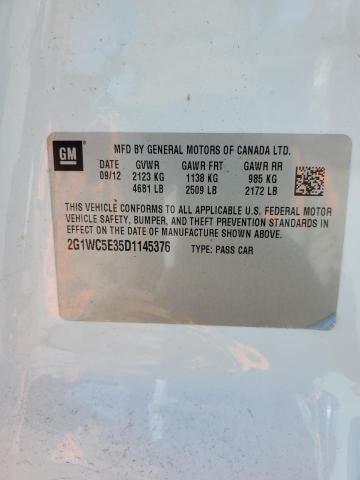 GM
MFD BY GENERAL MOTORS OF CANADA LTD.
DATE GVWR GAWR FRT GAWR RR
09/12 2123 KG 1138 KG 985 KG
4681 LB 2509 LB 2172 LB
THIS VEHICLE CONFORMS TO ALL APPLICABLE U.S. FEDERAL MOTOR
VEHICLE SAFETY, BUMPER, AND THEFT PREVENTION STANDARDS
IN EFFECT ON THE DATE OF MANUFACTURE SHOWN ABOVE.
2G1WC5E35D1145376 TYPE: PASS CAR